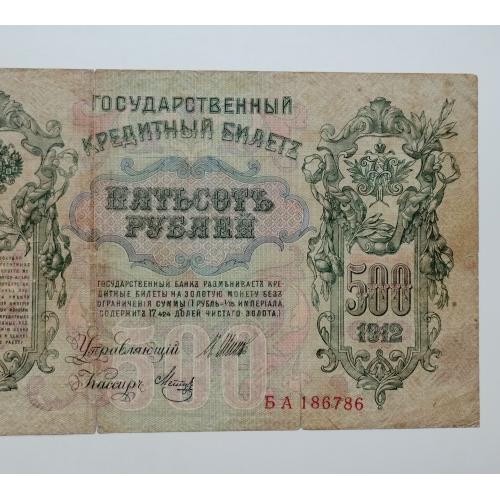 ГОСУДАРСТВЕННЫЙ
КРЕДИТНЫЙ БИЛЕТЪ
ПЯТЬСОТЪ
РУБЛЕЙ
ГОСУДАРСТВЕННЫЙ БАНКЪ РАЗМѢНИВАЕТЪ КРЕ-
ДИТНЫЕ БИЛЕТЫ НА ЗОЛОТУЮ МОНЕТУ БЕЗЪ
ОГРАНИЧЕНІЯ СУММЫ (1 РУБЛЬ=1/15 ИМПЕРІАЛА,
СОДЕРЖИТЪ 17,424 ДОЛЕЙ ЧИСТАГО ЗОЛОТА).
500
1912
Управляющій
Кассиръ
500
БА 186786